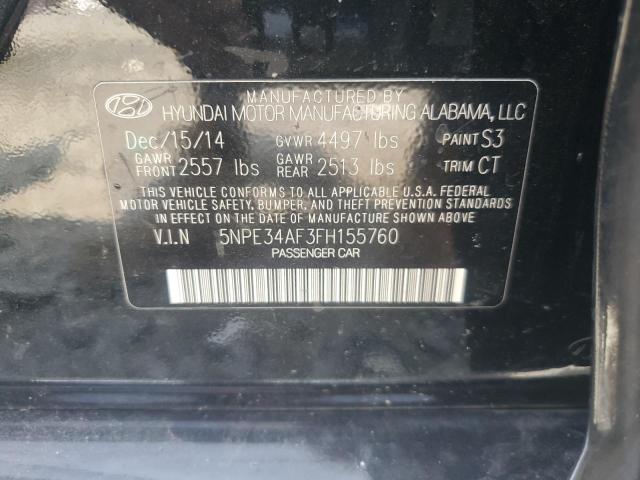 MANUFACTURED BY
HYUNDAI MOTOR MANUFACTURING ALABAMA, LLC
Dec/15/14 GVWR 4497 lbs PAINT S3
GAWR FRONT 2557 lbs GAWR REAR 2513 lbs TRIM CT
THIS VEHICLE CONFORMS TO ALL APPLICABLE U.S.A. FEDERAL
MOTOR VEHICLE SAFETY, BUMPER, AND THEFT PREVENTION STANDARDS
IN EFFECT ON THE DATE OF MANUFACTURE SHOWN ABOVE
V.I.N 5NPE34AF3FH155760
PASSENGER CAR